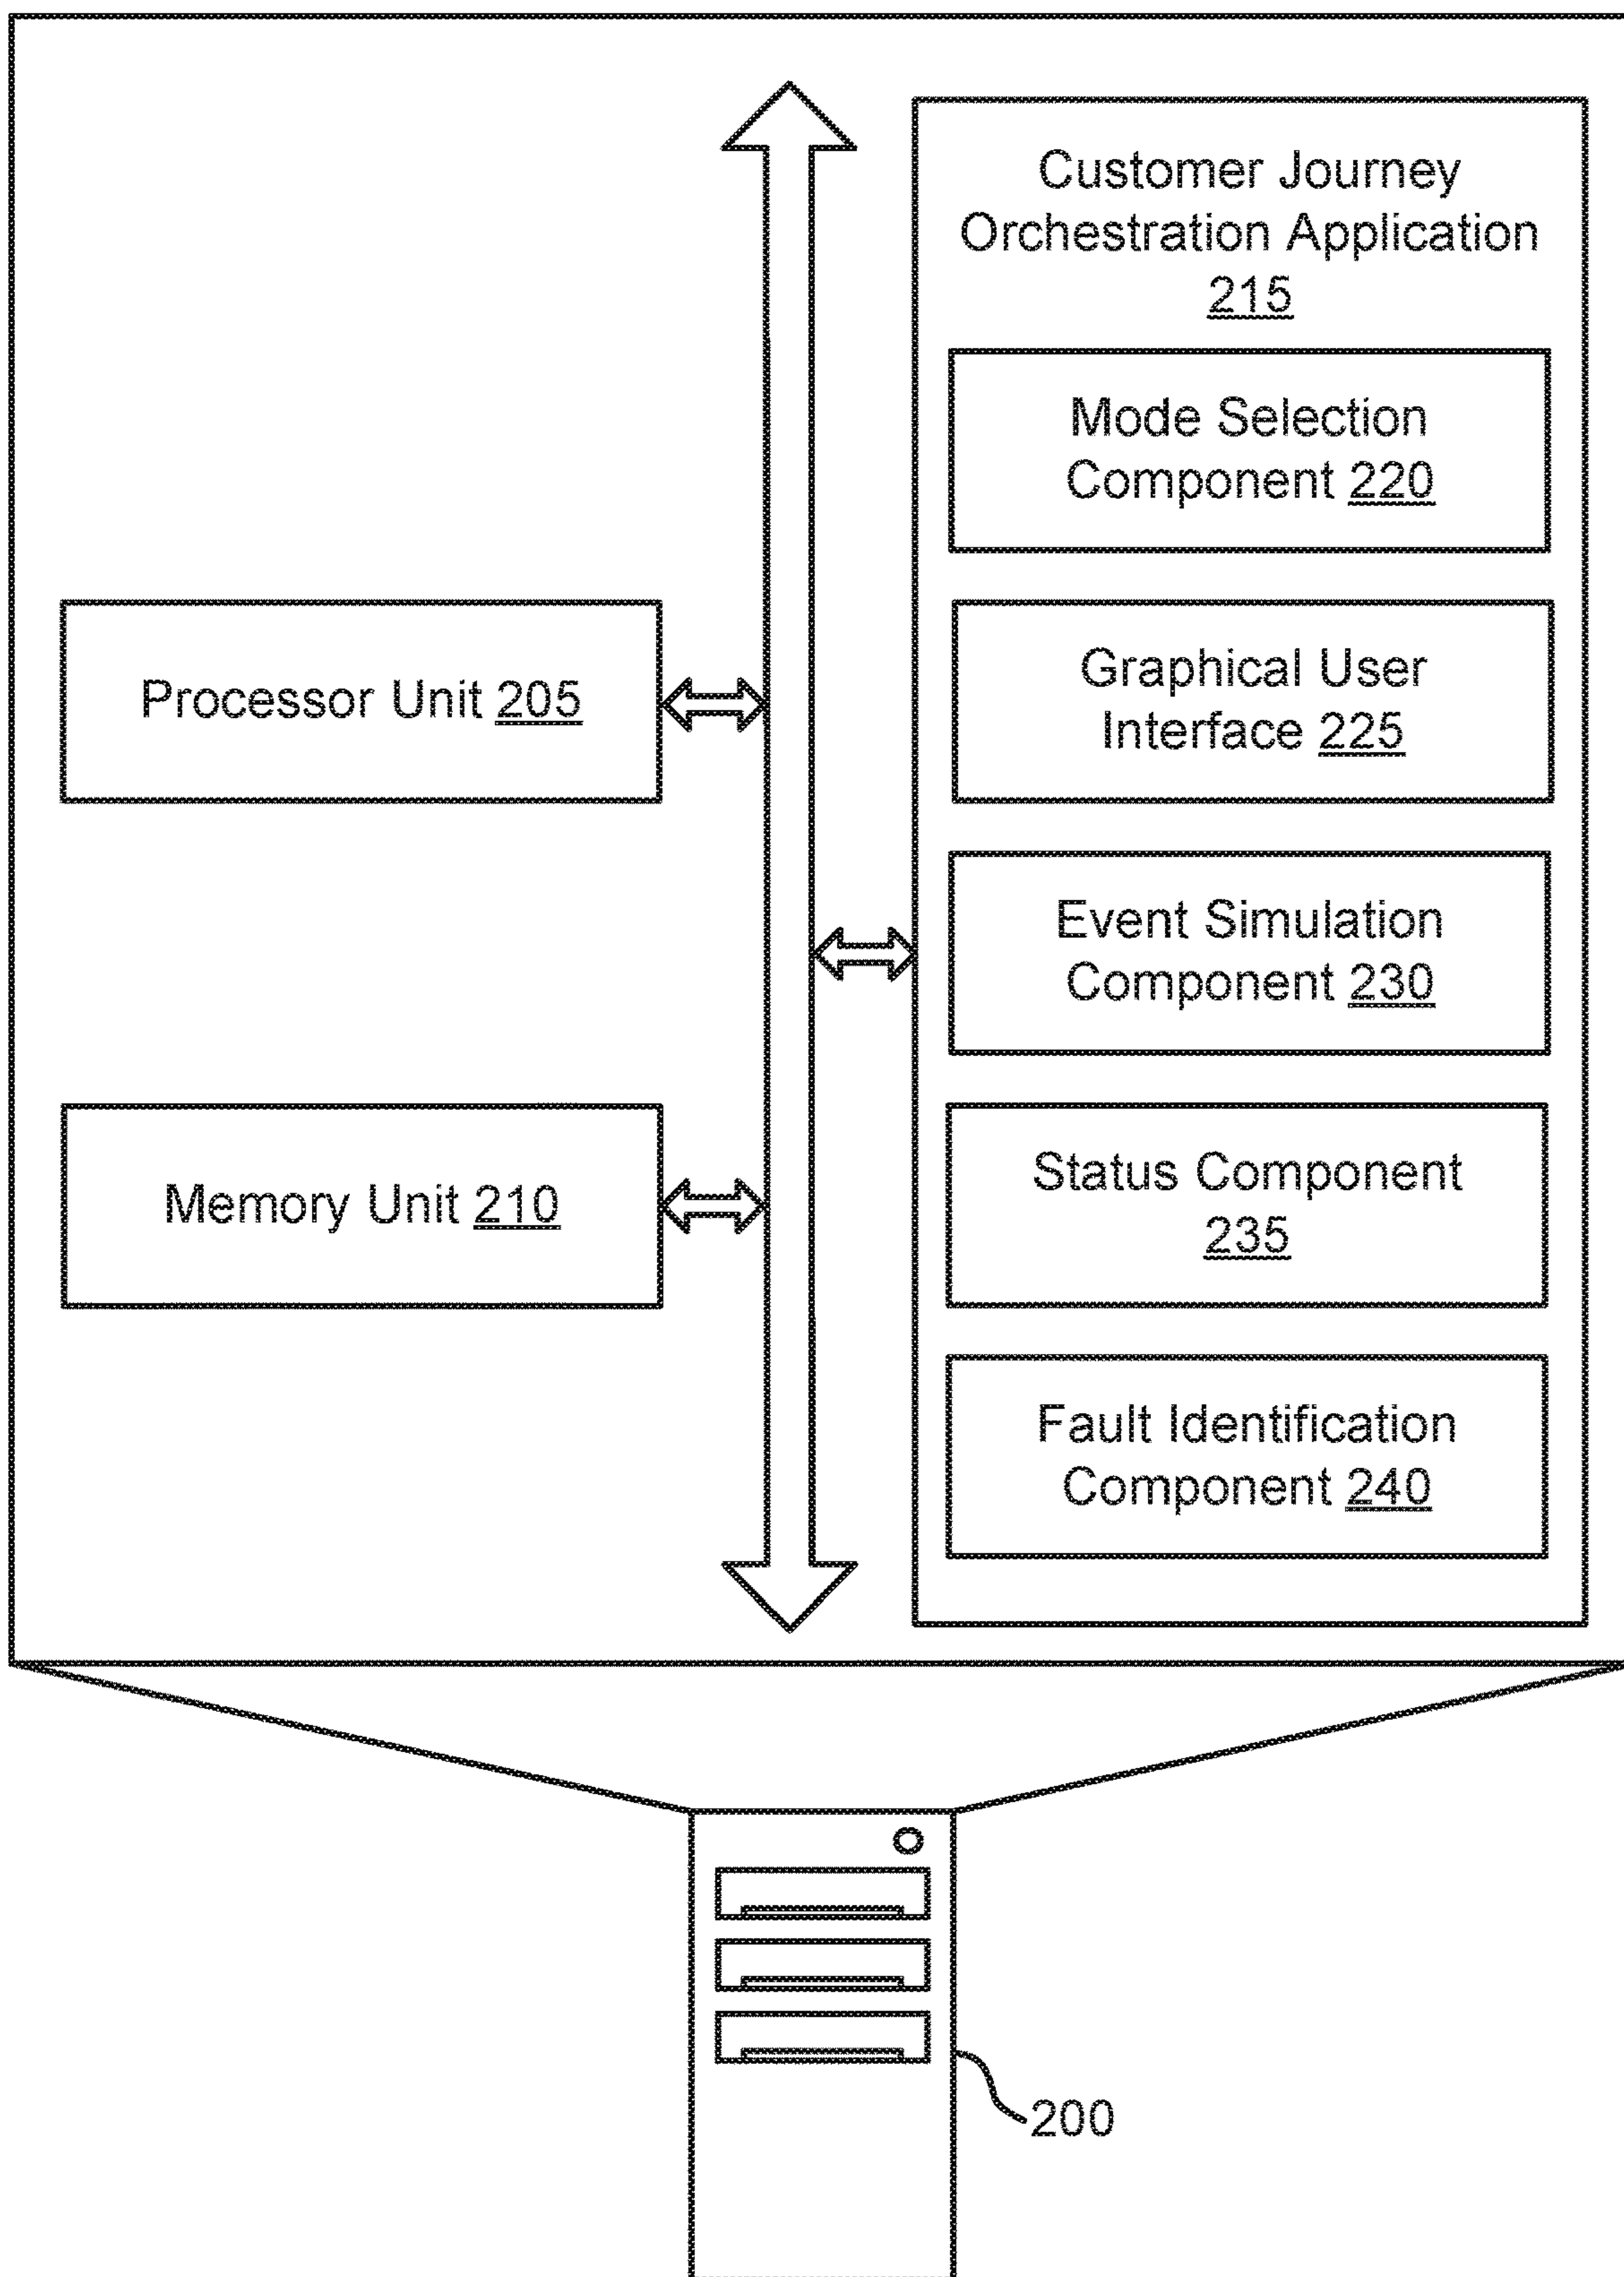 Customer Journey
Orchestration Application
215
Mode Selection
Component 220
Processor Unit 205
Graphical User
Interface 225
Event Simulation
Component 230
Memory Unit 210
Status Component
235
Fault Identification
Component 240
200